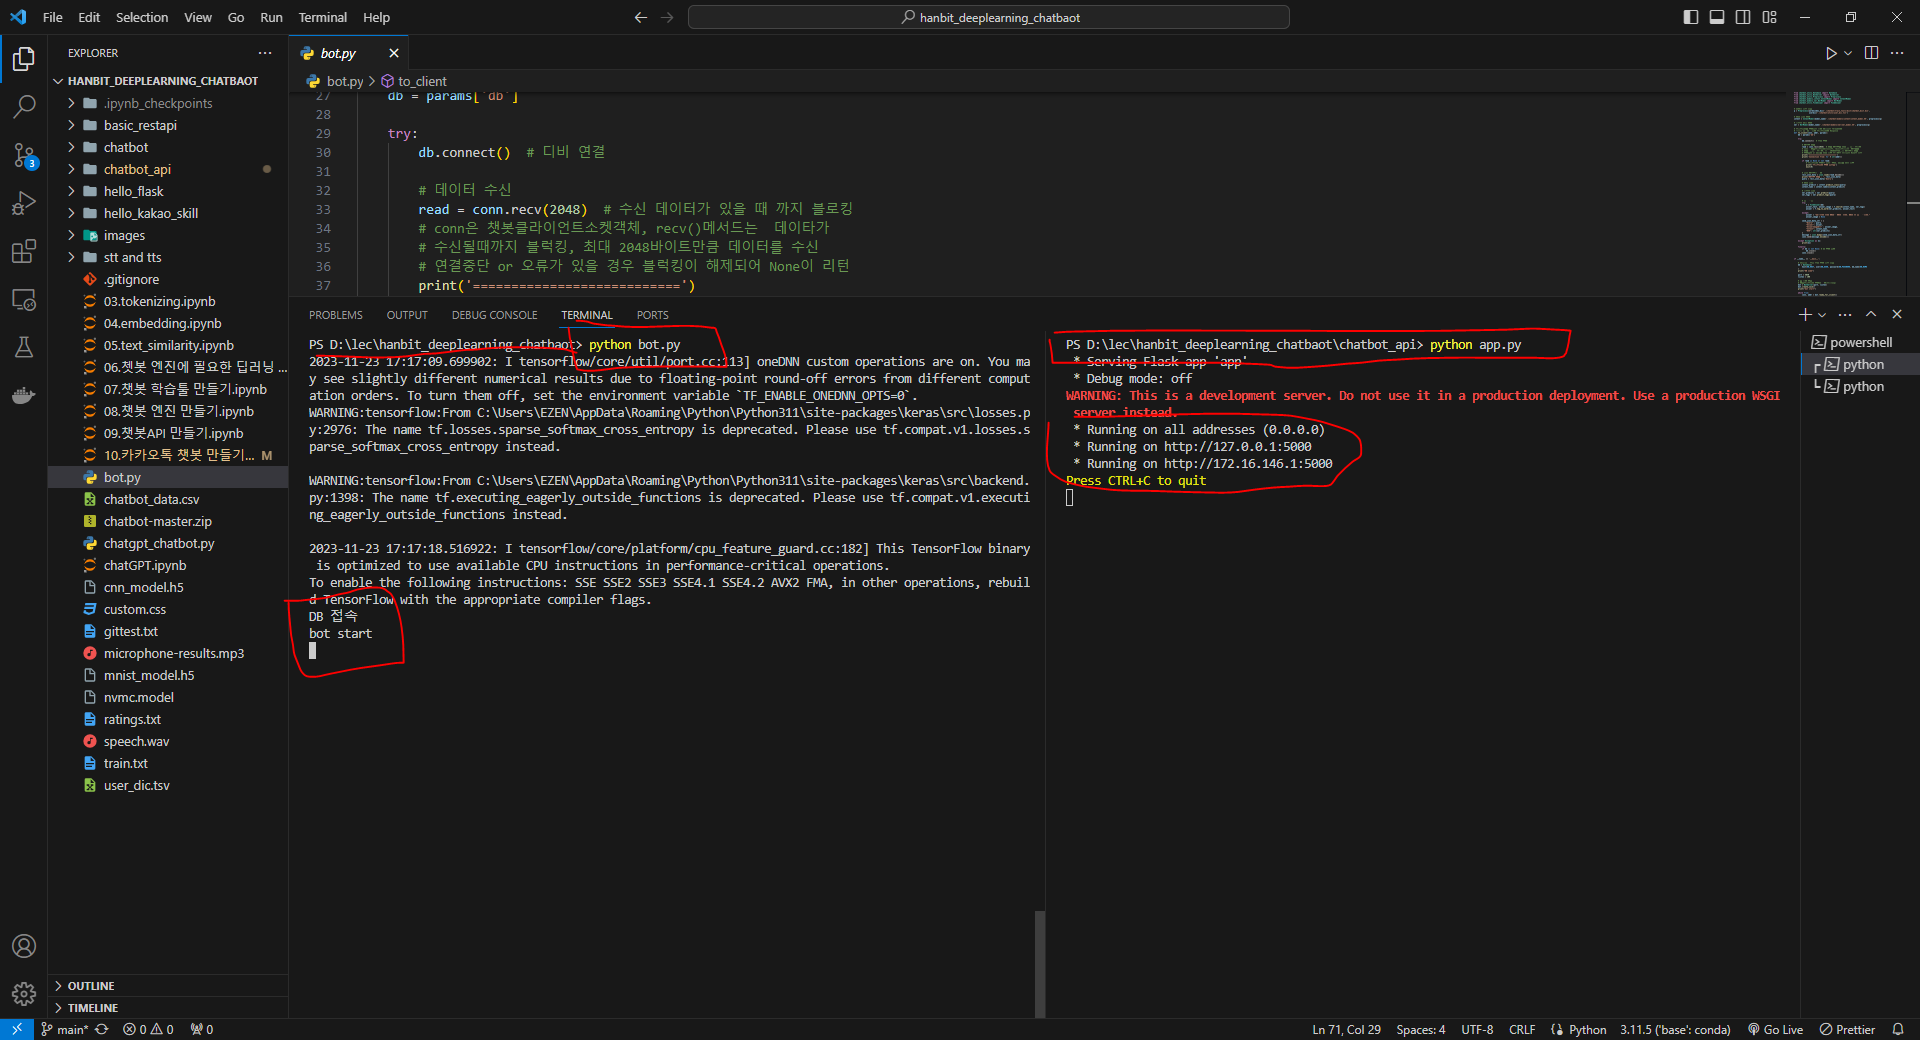 File Edit Selection View Go Run Terminal Help
hanbit_deeplearning_chatbaot
EXPLORER
HANBIT_DEEPLEARNING_CHATBAOT
.ipynb_checkpoints
basic_restapi
chatbot
chatbot_api
hello_flask
hello_kakao_skill
images
stt and tts
.gitignore
03.tokenizing.ipynb
04.embedding.ipynb
05.text_similarity.ipynb
06.쳇봇 엔진에 필요한 딥러닝 ...
07.챗봇 학습툴 만들기.ipynb
08.챗봇 엔진 만들기.ipynb
09.챗봇API 만들기.ipynb
10.카카오톡 챗봇 만들기... M
bot.py
chatbot_data.csv
chatbot-master.zip
chatgpt_chatbot.py
chatGPT.ipynb
cnn_model.h5
custom.css
gittest.txt
microphone-results.mp3
mnist_model.h5
nvmc.model
ratings.txt
speech.wav
train.txt
user_dic.tsv
OUTLINE
TIMELINE
3
bot.py
bot.py > to_client
27 db = params['db']
28
29 try:
30 db.connect() # 디비 연결
31
32 # 데이터 수신
33 read = conn.recv(2048) # 수신 데이터가 있을 때 까지 블로킹
34 # conn은 챗봇클라이언트소켓객체, recv()메서드는 데이타가
35 # 수신될때까지 블럭킹, 최대 2048바이트만큼 데이터를 수신
36 # 연결중단 or 오류가 있을 경우 블럭킹이 해제되어 None이 리턴
37 print('===========================')
PROBLEMS OUTPUT DEBUG CONSOLE TERMINAL PORTS
PS D:\lec\hanbit_deeplearning_chatbaot> python bot.py
2023-11-23 17:17:09.699902: I tensorflow/core/util/port.cc:113] oneDNN custom operations are on. You ma
y see slightly different numerical results due to floating-point round-off errors from different comput
ation orders. To turn them off, set the environment variable `TF_ENABLE_ONEDNN_OPTS=0`.
WARNING:tensorflow:From C:\Users\EZEN\AppData\Roaming\Python\Python311\site-packages\keras\src\losses.p
y:2976: The name tf.losses.sparse_softmax_cross_entropy is deprecated. Please use tf.compat.v1.losses.s
parse_softmax_cross_entropy instead.
WARNING:tensorflow:From C:\Users\EZEN\AppData\Roaming\Python\Python311\site-packages\keras\src\backend.
py:1398: The name tf.executing_eagerly_outside_functions is deprecated. Please use tf.compat.v1.executi
ng_eagerly_outside_functions instead.
2023-11-23 17:17:18.516922: I tensorflow/core/platform/cpu_feature_guard.cc:182] This TensorFlow binary
is optimized to use available CPU instructions in performance-critical operations.
To enable the following instructions: SSE SSE2 SSE3 SSE4.1 SSE4.2 AVX2 FMA, in other operations, rebuil
d TensorFlow with the appropriate compiler flags.
DB 접속
bot start
PS D:\lec\hanbit_deeplearning_chatbaot\chatbot_api> python app.py
* Serving Flask app 'app'
* Debug mode: off
WARNING: This is a development server. Do not use it in a production deployment. Use a production WSGI
server instead.
* Running on all addresses (0.0.0.0)
* Running on http://127.0.0.1:5000
* Running on http://172.16.146.1:5000
Press CTRL+C to quit
powershell
python
python
main* 0 0 0
Ln 71, Col 29 Spaces: 4 UTF-8 CRLF Python 3.11.5 ('base': conda) Go Live Prettier